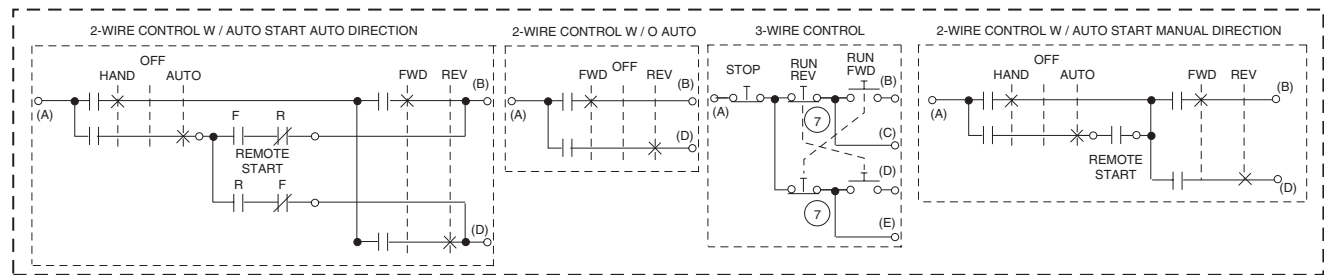 2-WIRE CONTROL W / AUTO START AUTO DIRECTION
OFF
HAND AUTO FWD REV
(A) (B)
F R
REMOTE
START
R F
(D)
2-WIRE CONTROL W / O AUTO
OFF
FWD REV
(A) (B)
(D)
3-WIRE CONTROL
STOP RUN REV RUN FWD
(A) (B)
7
(C)
(D)
7
(E)
2-WIRE CONTROL W / AUTO START MANUAL DIRECTION
OFF
HAND AUTO FWD REV
(A) (B)
REMOTE
START
(D)